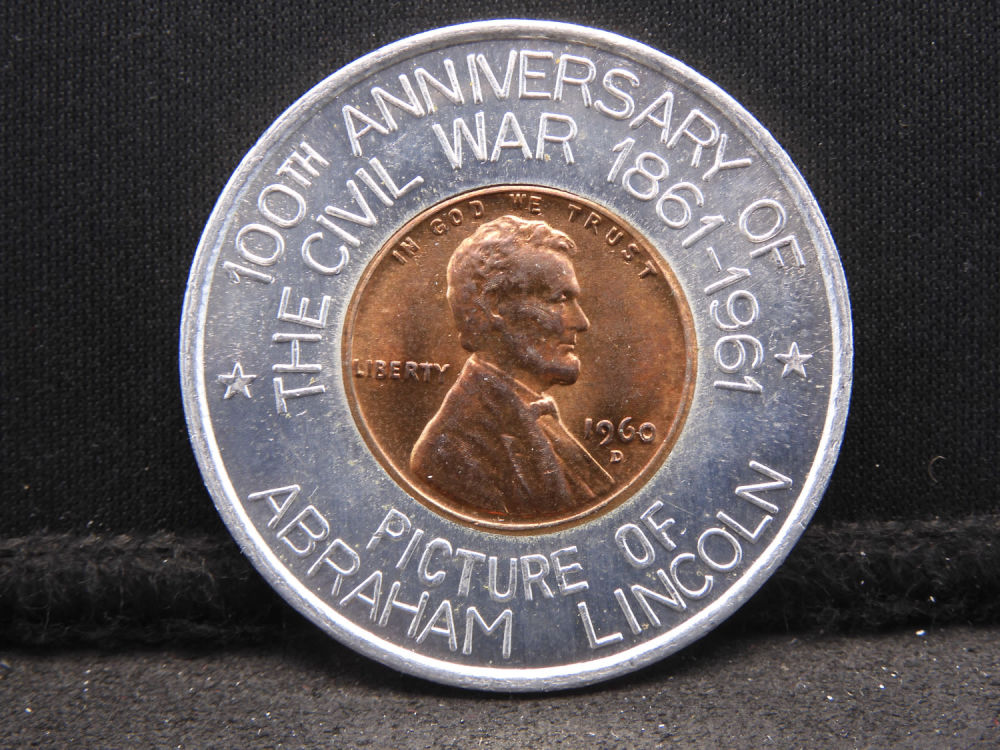 100TH ANNIVERSARY OF
THE CIVIL WAR 1861-1961
IN GOD WE TRUST
LIBERTY
1960
D
PICTURE OF
ABRAHAM LINCOLN